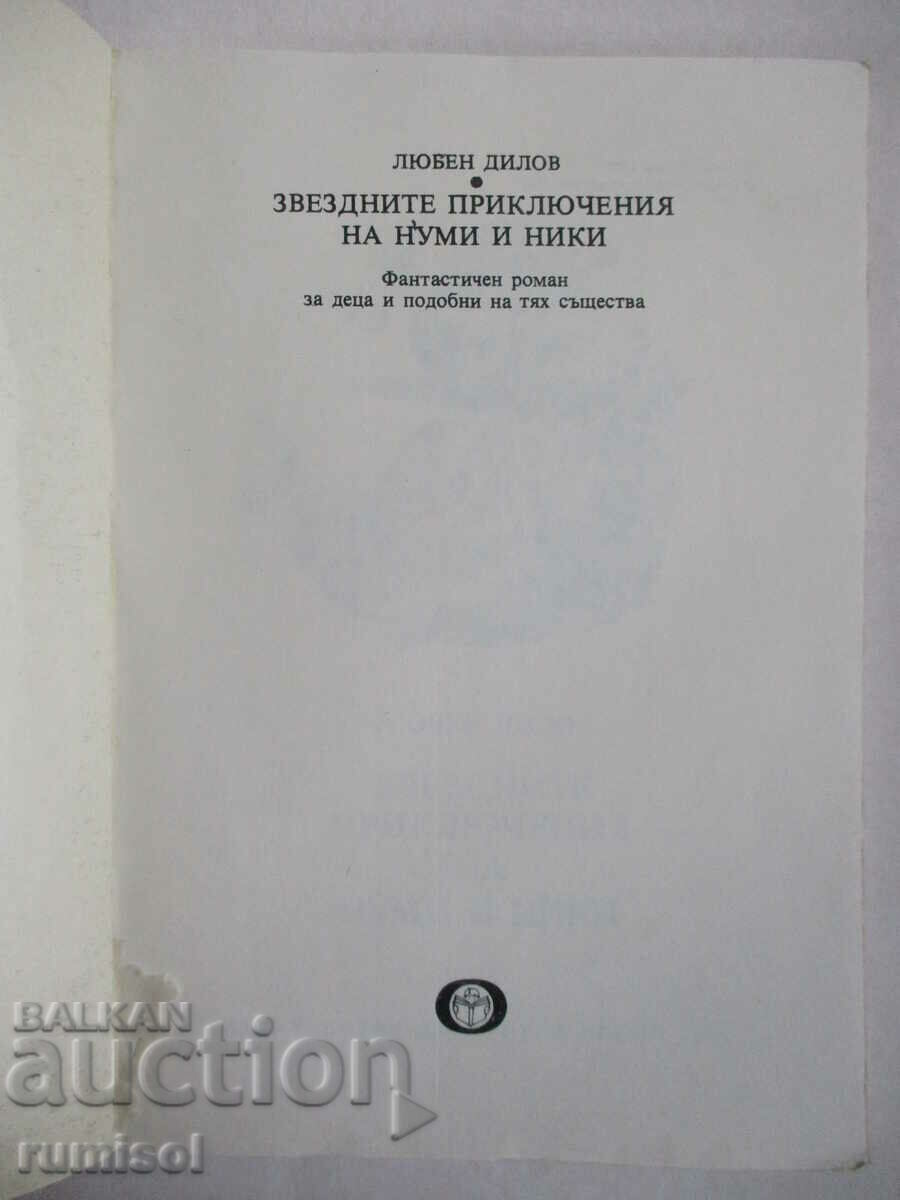 ЛЮБЕН ДИЛОВ
•
ЗВЕЗДНИТЕ ПРИКЛЮЧЕНИЯ
НА НУМИ И НИКИ
Фантастичен роман
за деца и подобни на тях същества
BALKAN
auction
rumisol